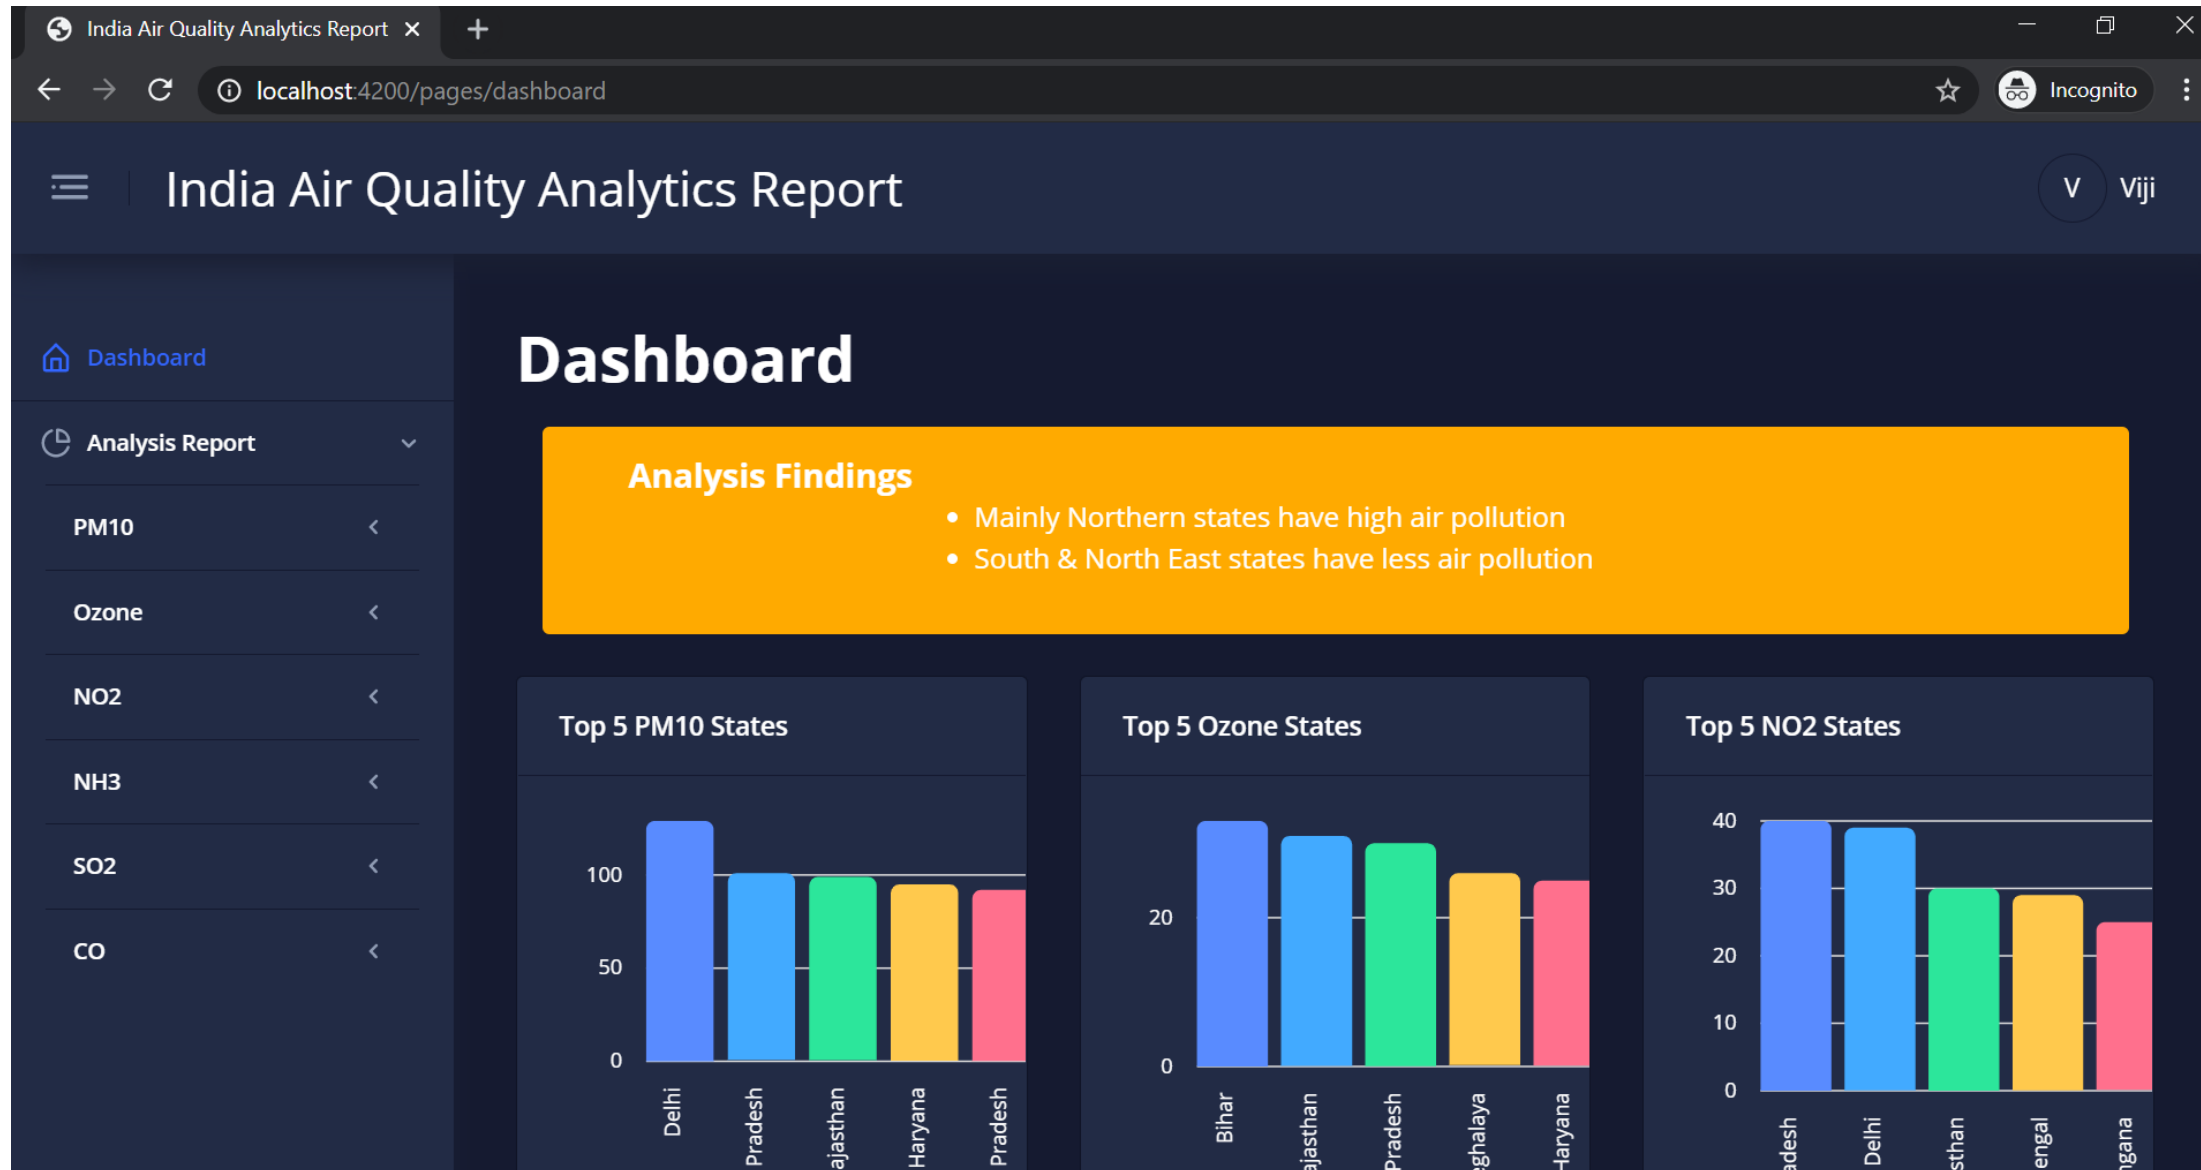 India Air Quality Analytics Report
localhost:4200/pages/dashboard
Incognito
India Air Quality Analytics Report
V Viji
Dashboard
Analysis Report
PM10
Ozone
NO2
NH3
SO2
CO
Dashboard
Analysis Findings
• Mainly Northern states have high air pollution
• South & North East states have less air pollution
Top 5 PM10 States
100
50
0
Delhi
Pradesh
ajasthan
Haryana
Pradesh
Top 5 Ozone States
20
0
Bihar
ajasthan
Pradesh
eghalaya
Haryana
Top 5 NO2 States
40
30
20
10
0
adesh
Delhi
sthan
engal
ngana